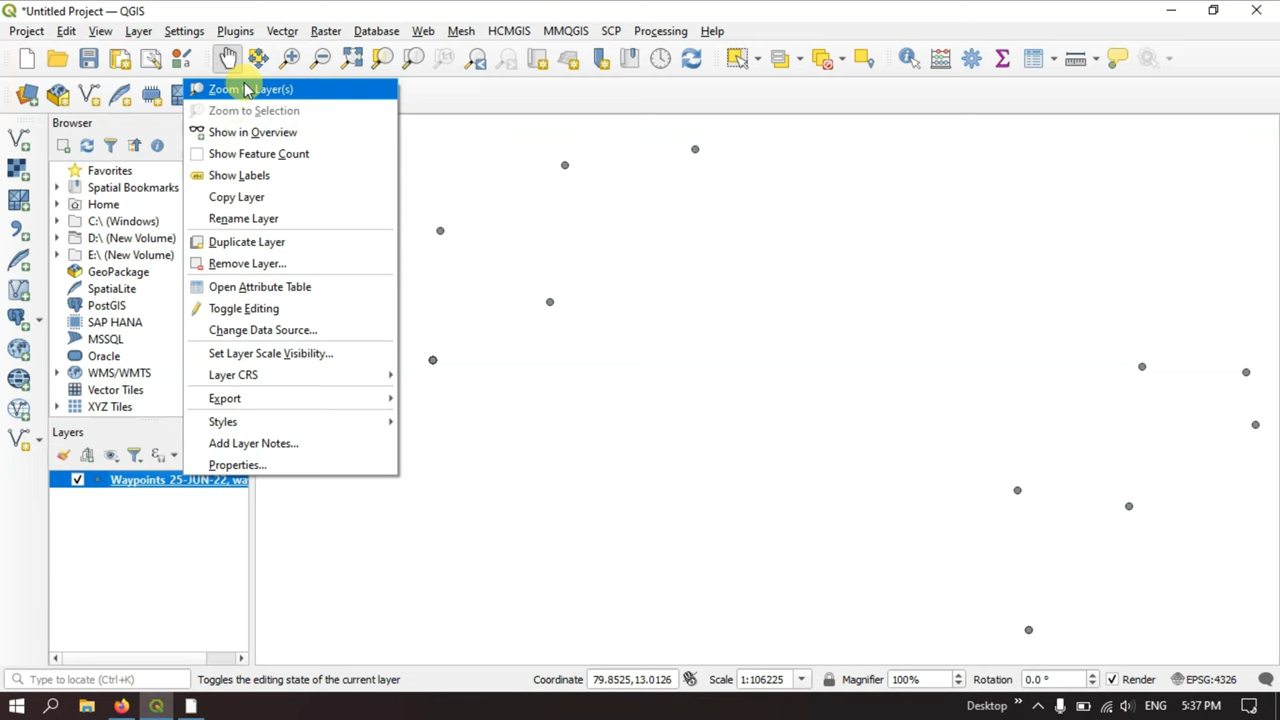 *Untitled Project — QGIS
Project Edit View Layer Settings Plugins Vector Raster Database Web Mesh HCMGIS MMQGIS SCP Processing Help
Browser
Favorites
Spatial Bookmarks
Home
C:\ (Windows)
D:\ (New Volume)
E:\ (New Volume)
GeoPackage
SpatiaLite
PostGIS
SAP HANA
MSSQL
Oracle
WMS/WMTS
Vector Tiles
XYZ Tiles
Layers
Waypoints 25-JUN-22, wa
Zoom to Layer(s)
Zoom to Selection
Show in Overview
Show Feature Count
Show Labels
Copy Layer
Rename Layer
Duplicate Layer
Remove Layer...
Open Attribute Table
Toggle Editing
Change Data Source...
Set Layer Scale Visibility...
Layer CRS
Export
Styles
Add Layer Notes...
Properties...
Type to locate (Ctrl+K) Toggles the editing state of the current layer Coordinate 79.8525,13.0126 Scale 1:106225 Magnifier 100% Rotation 0.0 ° Render EPSG:4326
Desktop ENG 5:37 PM